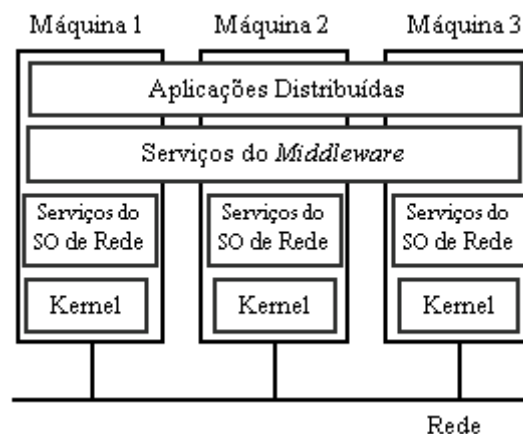 Máquina 1 Máquina 2 Máquina 3
Aplicações Distribuídas
Serviços do Middleware
Serviços do Serviços do Serviços do
SO de Rede SO de Rede SO de Rede
Kernel Kernel Kernel
Rede